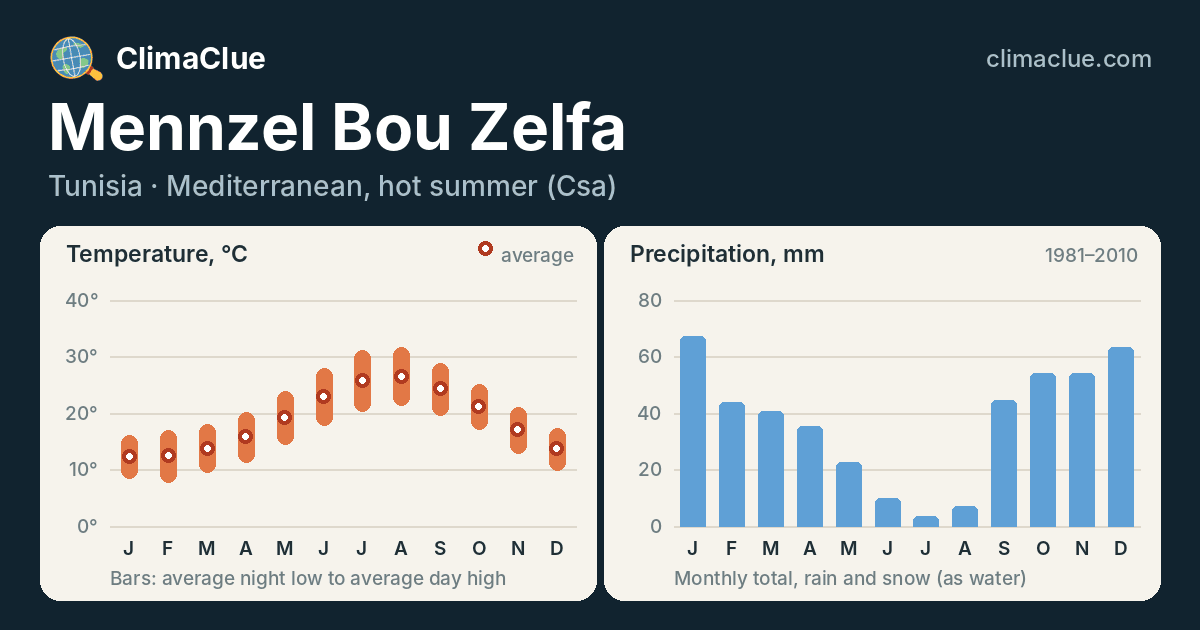 ClimaClue
climaclue.com
Mennzel Bou Zelfa
Tunisia · Mediterranean, hot summer (Csa)
Temperature, °C
average
40°
30°
20°
10°
0°
J F M A M J J A S O N D
Bars: average night low to average day high
Precipitation, mm
1981–2010
80
60
40
20
0
J F M A M J J A S O N D
Monthly total, rain and snow (as water)